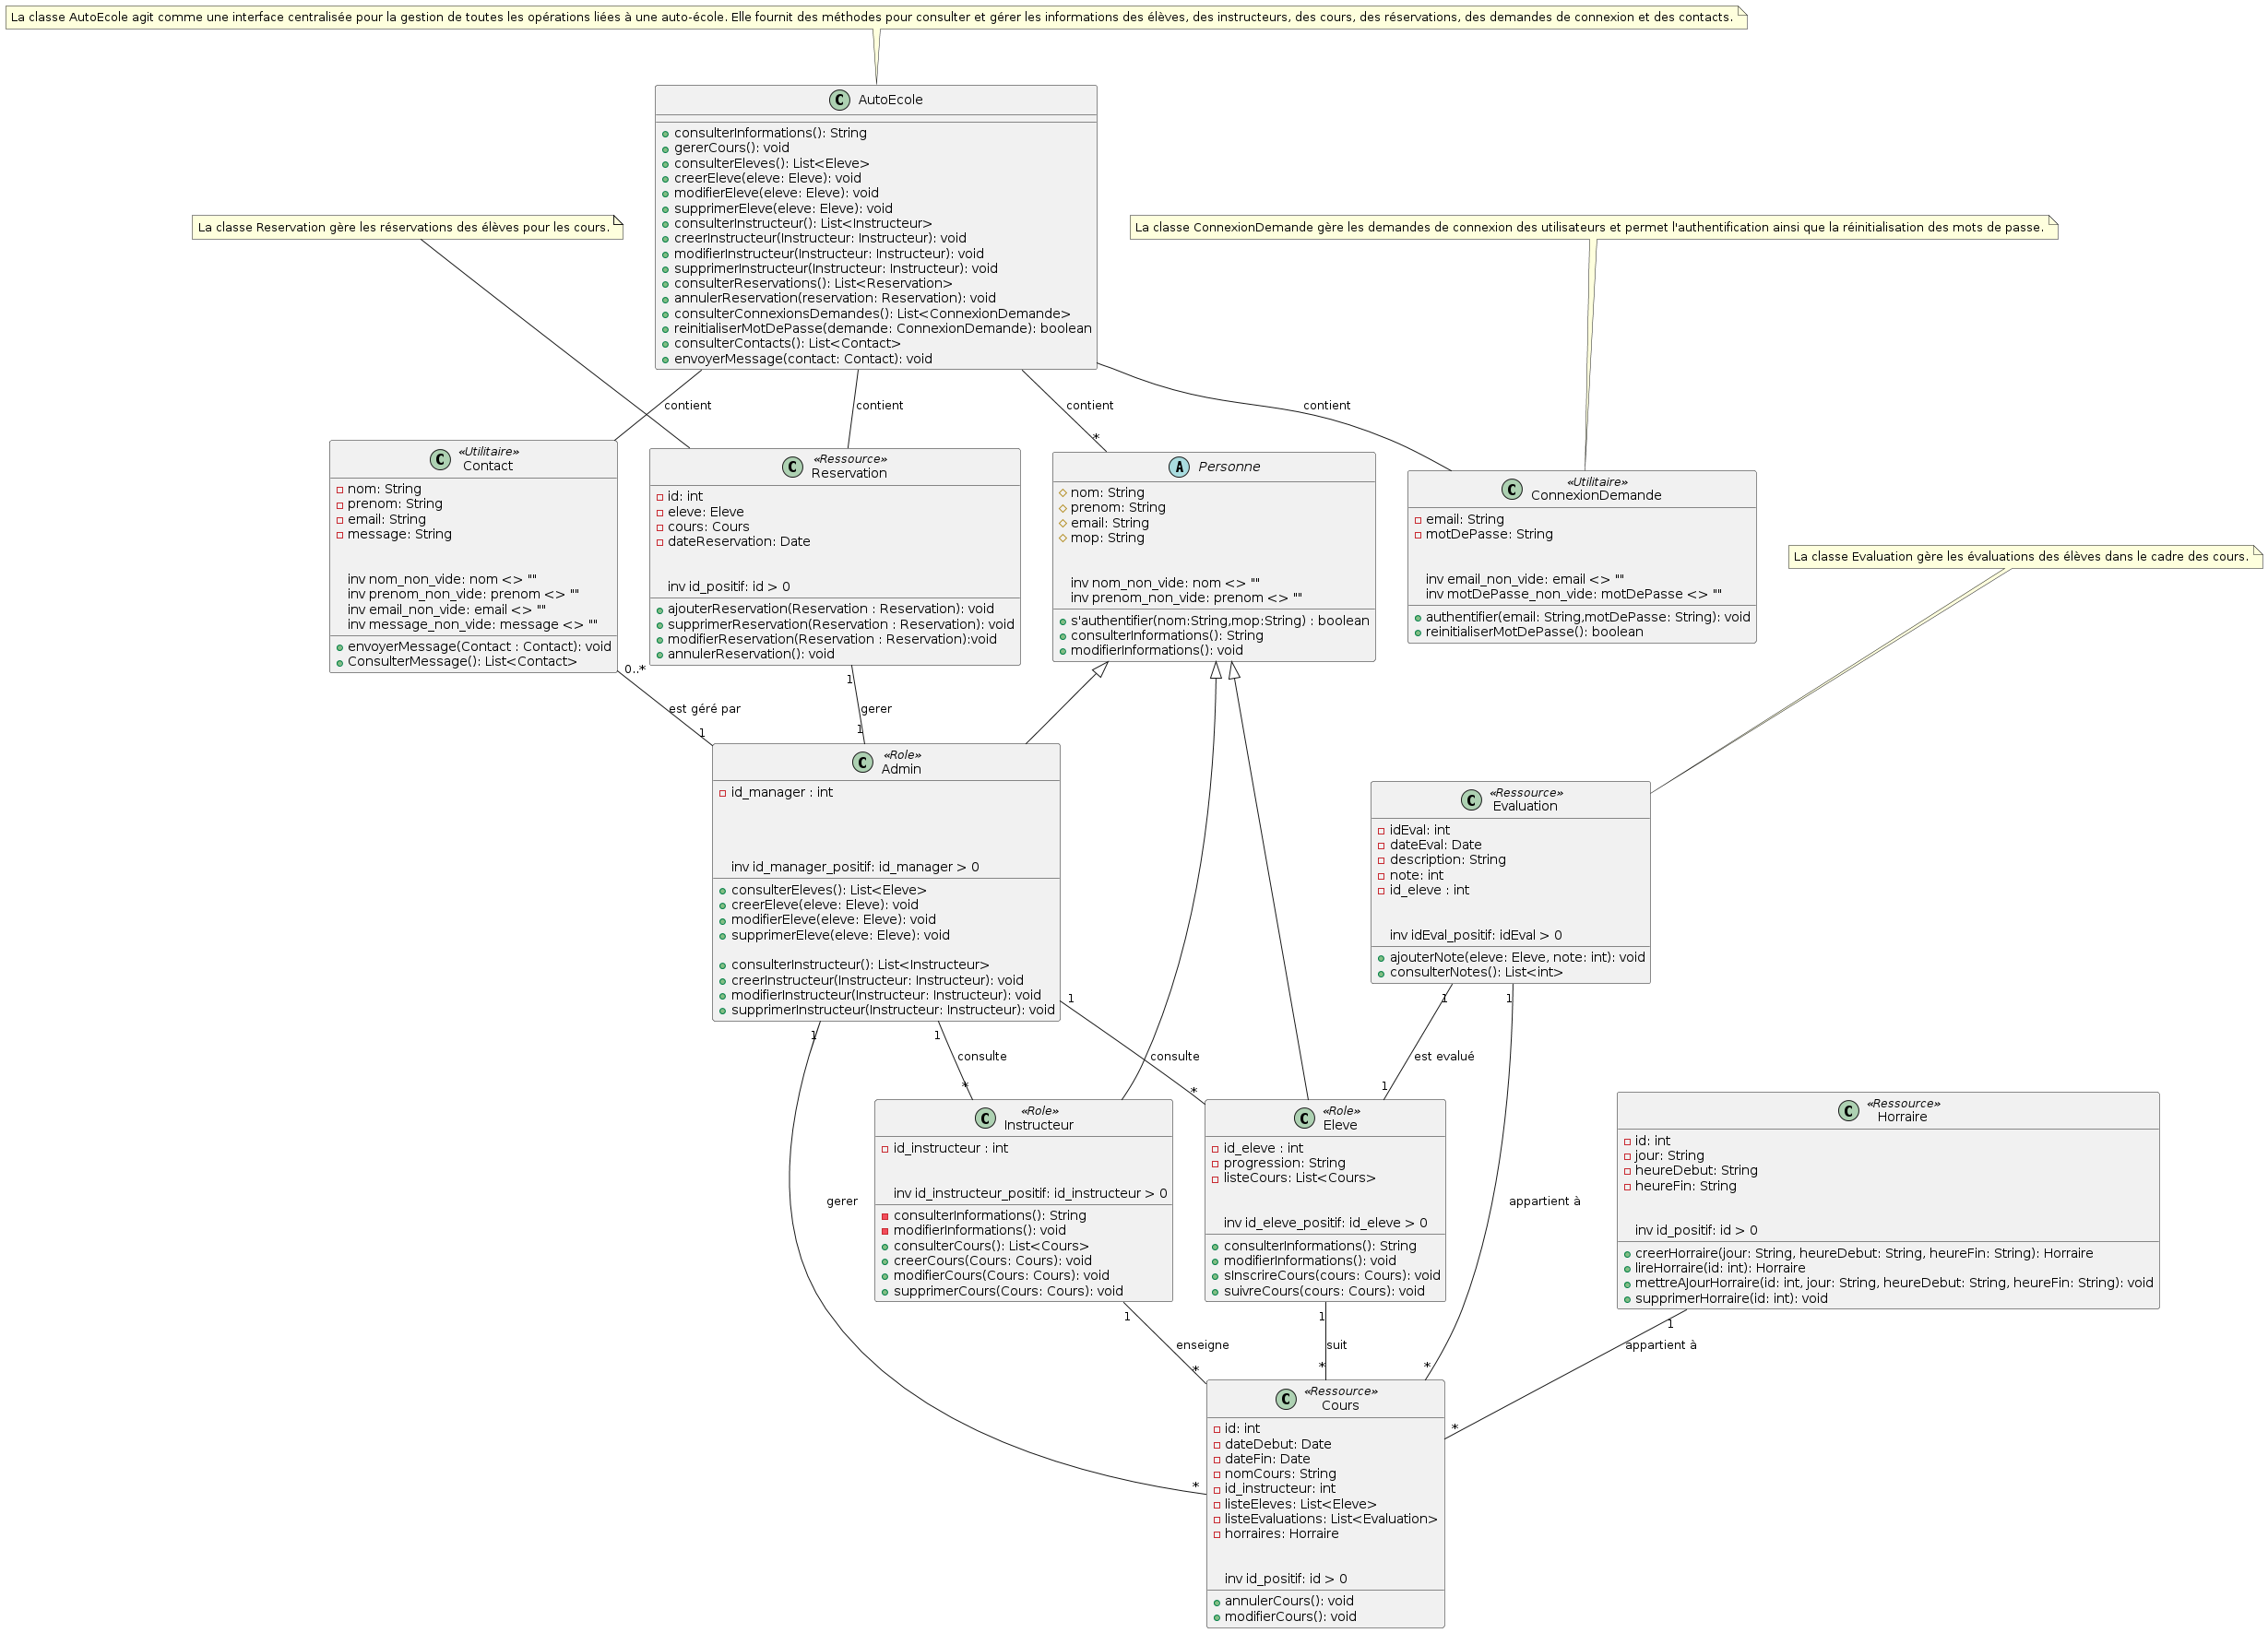 La classe AutoEcole agit comme une interface centralisée pour la gestion de toutes les opérations liées à une auto-école. Elle fournit des méthodes pour consulter et gérer les informations des élèves, des instructeurs, des cours, des réservations, des demandes de connexion et des contacts.
AutoEcole
consulterInformations(): String
gererCours(): void
consulterEleves(): List<Eleve>
creerEleve(eleve: Eleve): void
modifierEleve(eleve: Eleve): void
supprimerEleve(eleve: Eleve): void
consulterInstructeur(): List<Instructeur>
creerInstructeur(Instructeur: Instructeur): void
modifierInstructeur(Instructeur: Instructeur): void
supprimerInstructeur(Instructeur: Instructeur): void
consulterReservations(): List<Reservation>
annulerReservation(reservation: Reservation): void
consulterConnexionsDemandes(): List<ConnexionDemande>
reinitialiserMotDePasse(demande: ConnexionDemande): boolean
consulterContacts(): List<Contact>
envoyerMessage(contact: Contact): void
La classe Reservation gère les réservations des élèves pour les cours.
La classe ConnexionDemande gère les demandes de connexion des utilisateurs et permet l'authentification ainsi que la réinitialisation des mots de passe.
contient
contient
contient
*
contient
«Utilitaire»
Contact
nom: String
prenom: String
email: String
message: String
inv nom_non_vide: nom <> ""
inv prenom_non_vide: prenom <> ""
inv email_non_vide: email <> ""
inv message_non_vide: message <> ""
envoyerMessage(Contact : Contact): void
ConsulterMessage(): List<Contact>
«Ressource»
Reservation
id: int
eleve: Eleve
cours: Cours
dateReservation: Date
inv id_positif: id > 0
ajouterReservation(Reservation : Reservation): void
supprimerReservation(Reservation : Reservation): void
modifierReservation(Reservation : Reservation):void
annulerReservation(): void
Personne
nom: String
prenom: String
email: String
mop: String
inv nom_non_vide: nom <> ""
inv prenom_non_vide: prenom <> ""
s'authentifier(nom:String,mop:String) : boolean
consulterInformations(): String
modifierInformations(): void
«Utilitaire»
ConnexionDemande
email: String
motDePasse: String
inv email_non_vide: email <> ""
inv motDePasse_non_vide: motDePasse <> ""
authentifier(email: String,motDePasse: String): void
reinitialiserMotDePasse(): boolean
La classe Evaluation gère les évaluations des élèves dans le cadre des cours.
0..*
est géré par
1
1
gerer
1
«Role»
Admin
id_manager : int
inv id_manager_positif: id_manager > 0
consulterEleves(): List<Eleve>
creerEleve(eleve: Eleve): void
modifierEleve(eleve: Eleve): void
supprimerEleve(eleve: Eleve): void
consulterInstructeur(): List<Instructeur>
creerInstructeur(Instructeur: Instructeur): void
modifierInstructeur(Instructeur: Instructeur): void
supprimerInstructeur(Instructeur: Instructeur): void
«Ressource»
Evaluation
idEval: int
dateEval: Date
description: String
note: int
id_eleve : int
inv idEval_positif: idEval > 0
ajouterNote(eleve: Eleve, note: int): void
consulterNotes(): List<int>
1
gerer
*
1
consulte
*
1
consulte
*
1
est evalué
1
1
appartient à
*
«Role»
Instructeur
id_instructeur : int
inv id_instructeur_positif: id_instructeur > 0
consulterInformations(): String
modifierInformations(): void
consulterCours(): List<Cours>
creerCours(Cours: Cours): void
modifierCours(Cours: Cours): void
supprimerCours(Cours: Cours): void
«Role»
Eleve
id_eleve : int
progression: String
listeCours: List<Cours>
inv id_eleve_positif: id_eleve > 0
consulterInformations(): String
modifierInformations(): void
sInscrireCours(cours: Cours): void
suivreCours(cours: Cours): void
«Ressource»
Horraire
id: int
jour: String
heureDebut: String
heureFin: String
inv id_positif: id > 0
creerHorraire(jour: String, heureDebut: String, heureFin: String): Horraire
lireHorraire(id: int): Horraire
mettreAJourHorraire(id: int, jour: String, heureDebut: String, heureFin: String): void
supprimerHorraire(id: int): void
1
enseigne
*
1
suit
*
1
appartient à
*
«Ressource»
Cours
id: int
dateDebut: Date
dateFin: Date
nomCours: String
id_instructeur: int
listeEleves: List<Eleve>
listeEvaluations: List<Evaluation>
horraires: Horraire
inv id_positif: id > 0
annulerCours(): void
modifierCours(): void